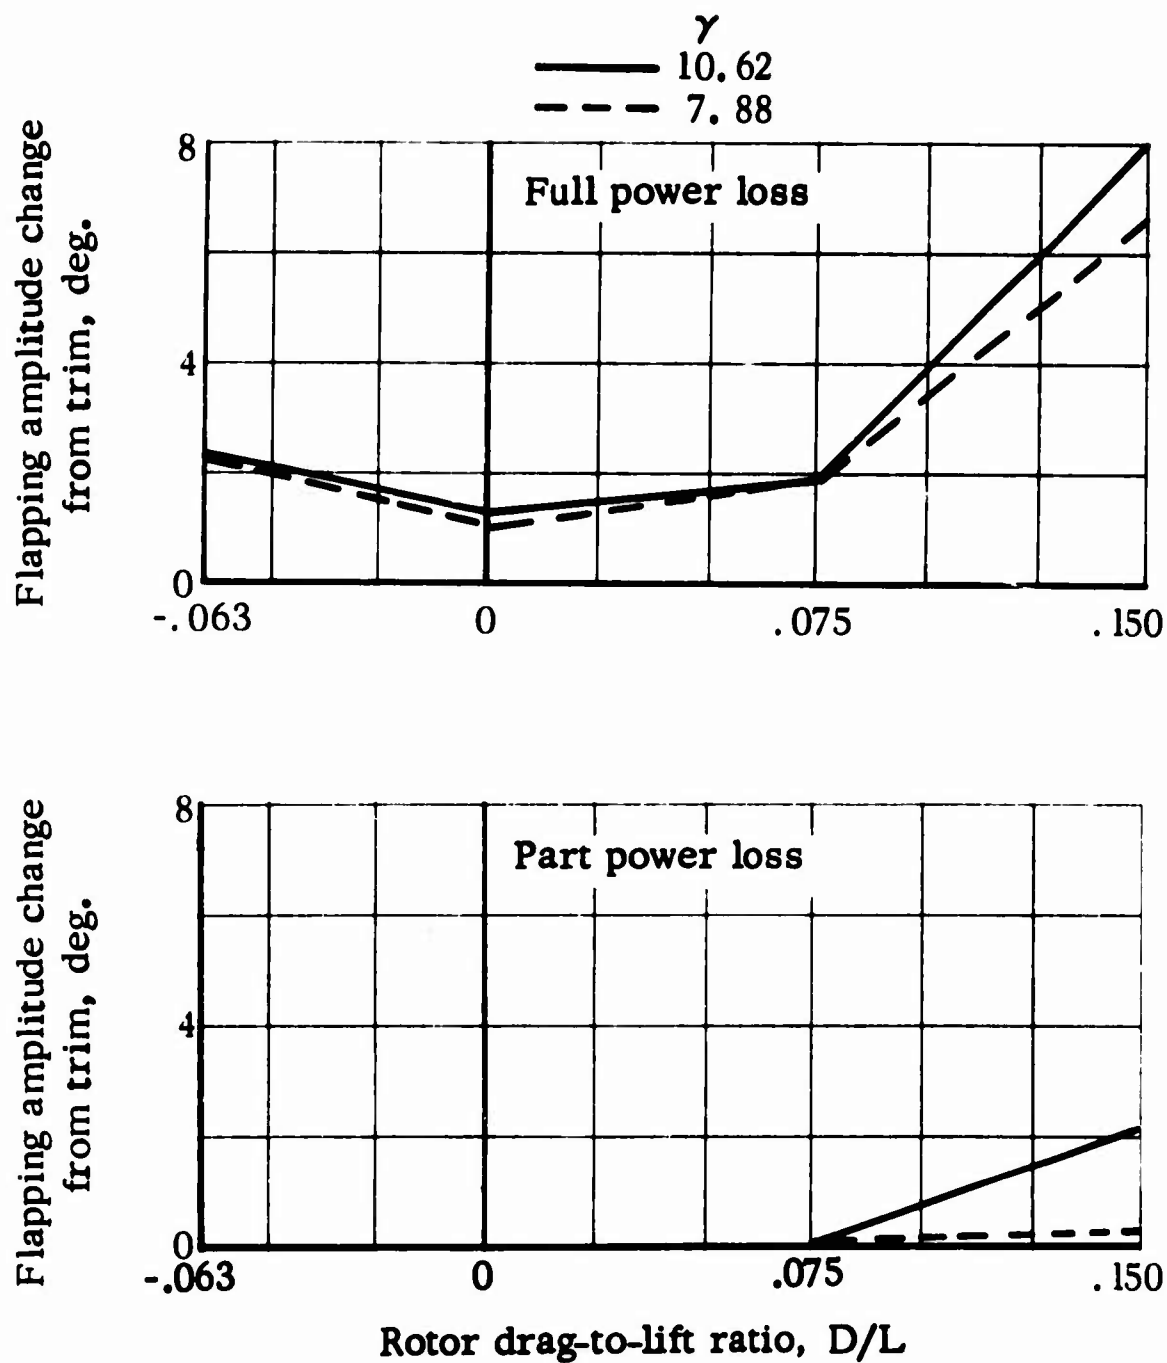 γ
10.62
7.88
Flapping amplitude change
from trim, deg.
8
4
0
Full power loss
-.063 0 .075 .150
Flapping amplitude change
from trim, deg.
8
4
0
Part power loss
-.063 0 .075 .150
Rotor drag-to-lift ratio, D/L